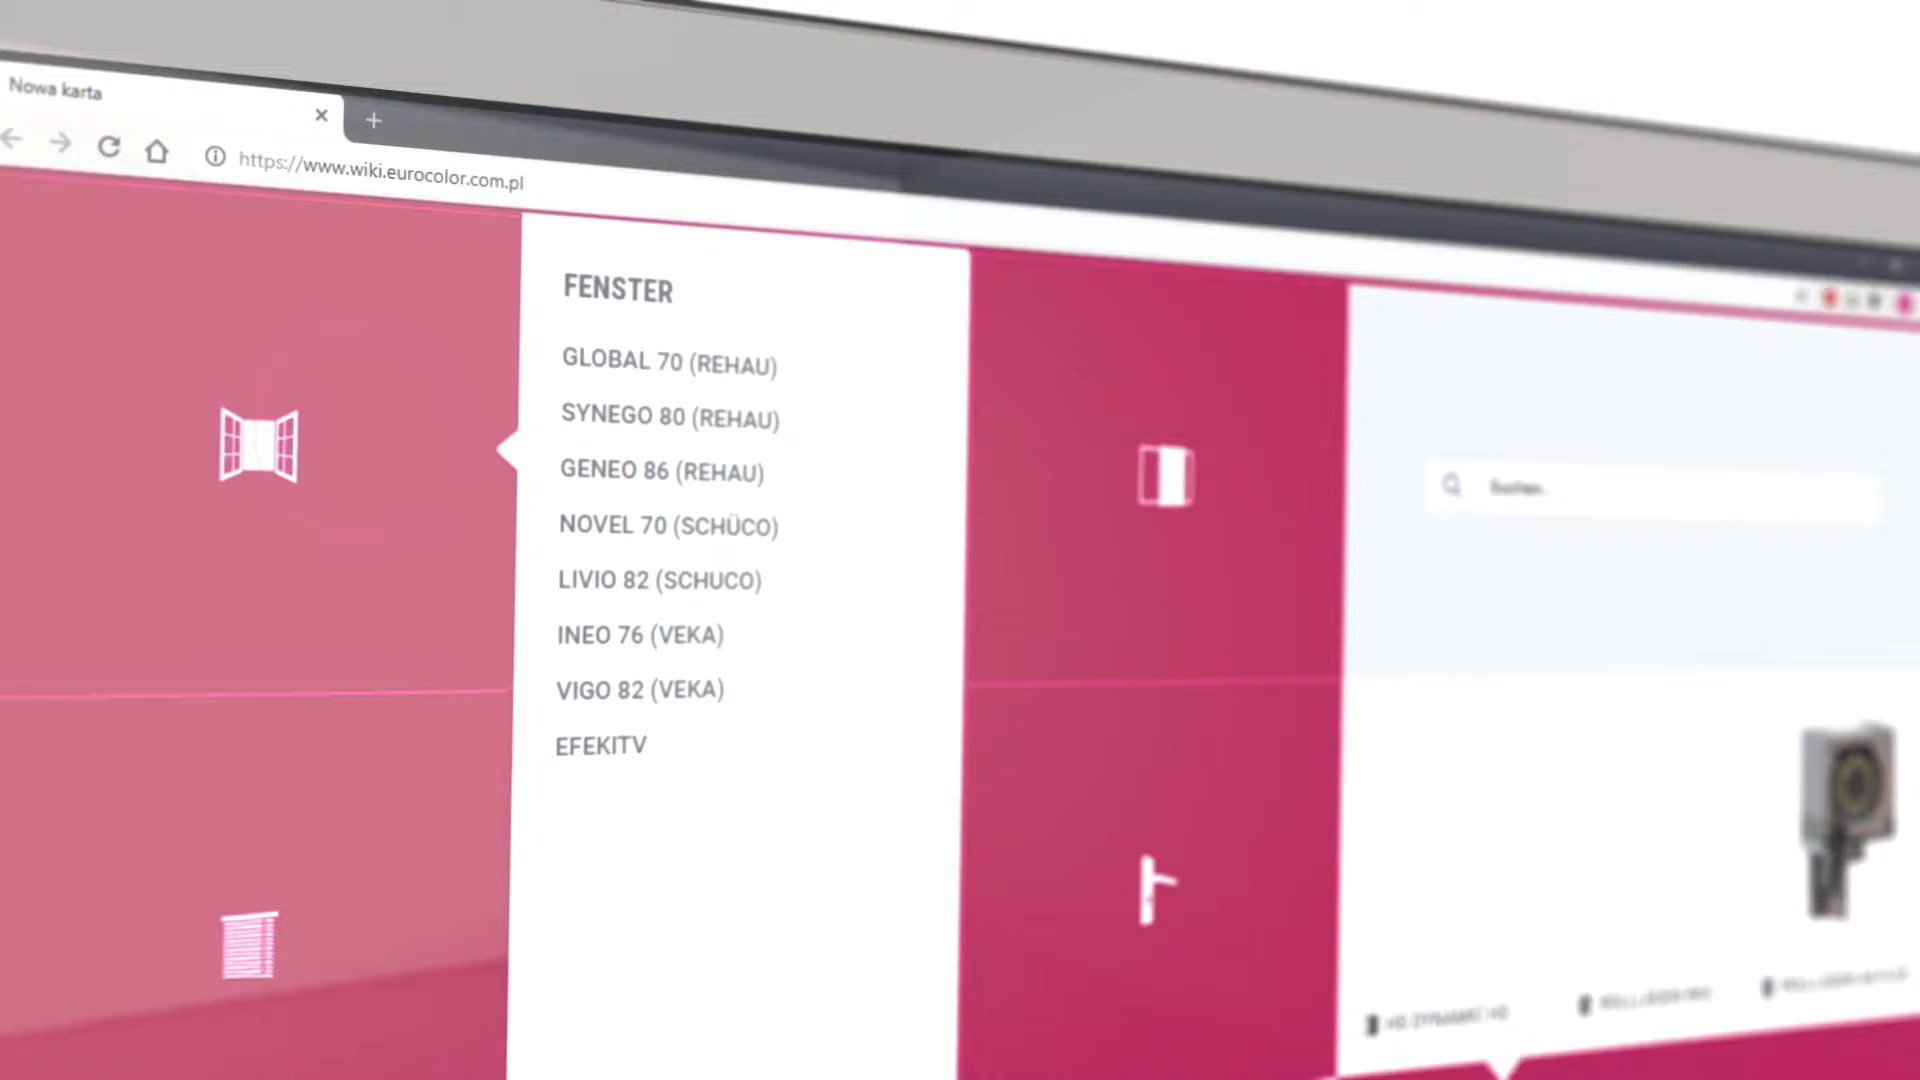 Nowa karta
https://www.wiki.eurocolor.com.pl
FENSTER
GLOBAL 70 (REHAU)
SYNEGO 80 (REHAU)
GENEO 86 (REHAU)
NOVEL 70 (SCHÜCO)
LIVIO 82 (SCHUCO)
INEO 76 (VEKA)
VIGO 82 (VEKA)
EFEKITV